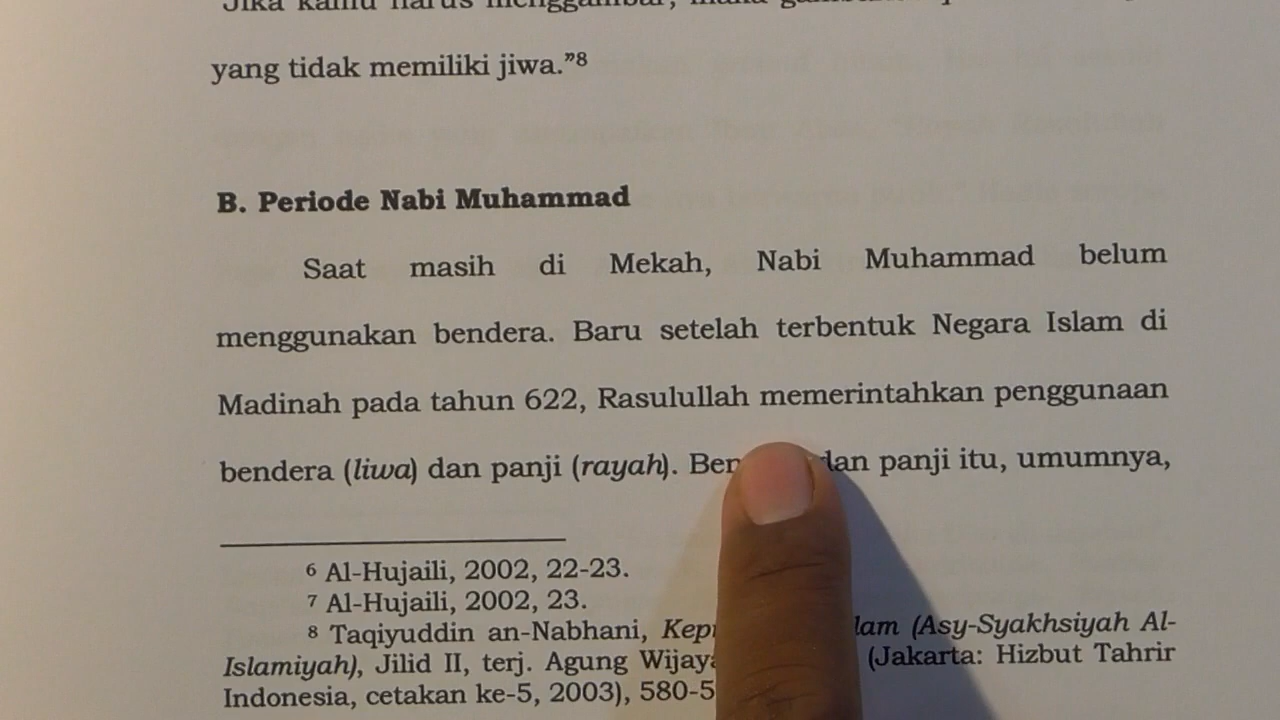 yang tidak memiliki jiwa.”⁸
B. Periode Nabi Muhammad
Saat masih di Mekah, Nabi Muhammad belum
menggunakan bendera. Baru setelah terbentuk Negara Islam di
Madinah pada tahun 622, Rasulullah memerintahkan penggunaan
bendera (liwa) dan panji (rayah). dan panji itu, umumnya,
⁶ Al-Hujaili, 2002, 22-23.
⁷ Al-Hujaili, 2002, 23.
⁸ Taqiyuddin an-Nabhani, (Asy-Syakhsiyah Al-
Islamiyah), Jilid II, terj. Agung (Jakarta: Hizbut Tahrir
Indonesia, cetakan ke-5, 2003),